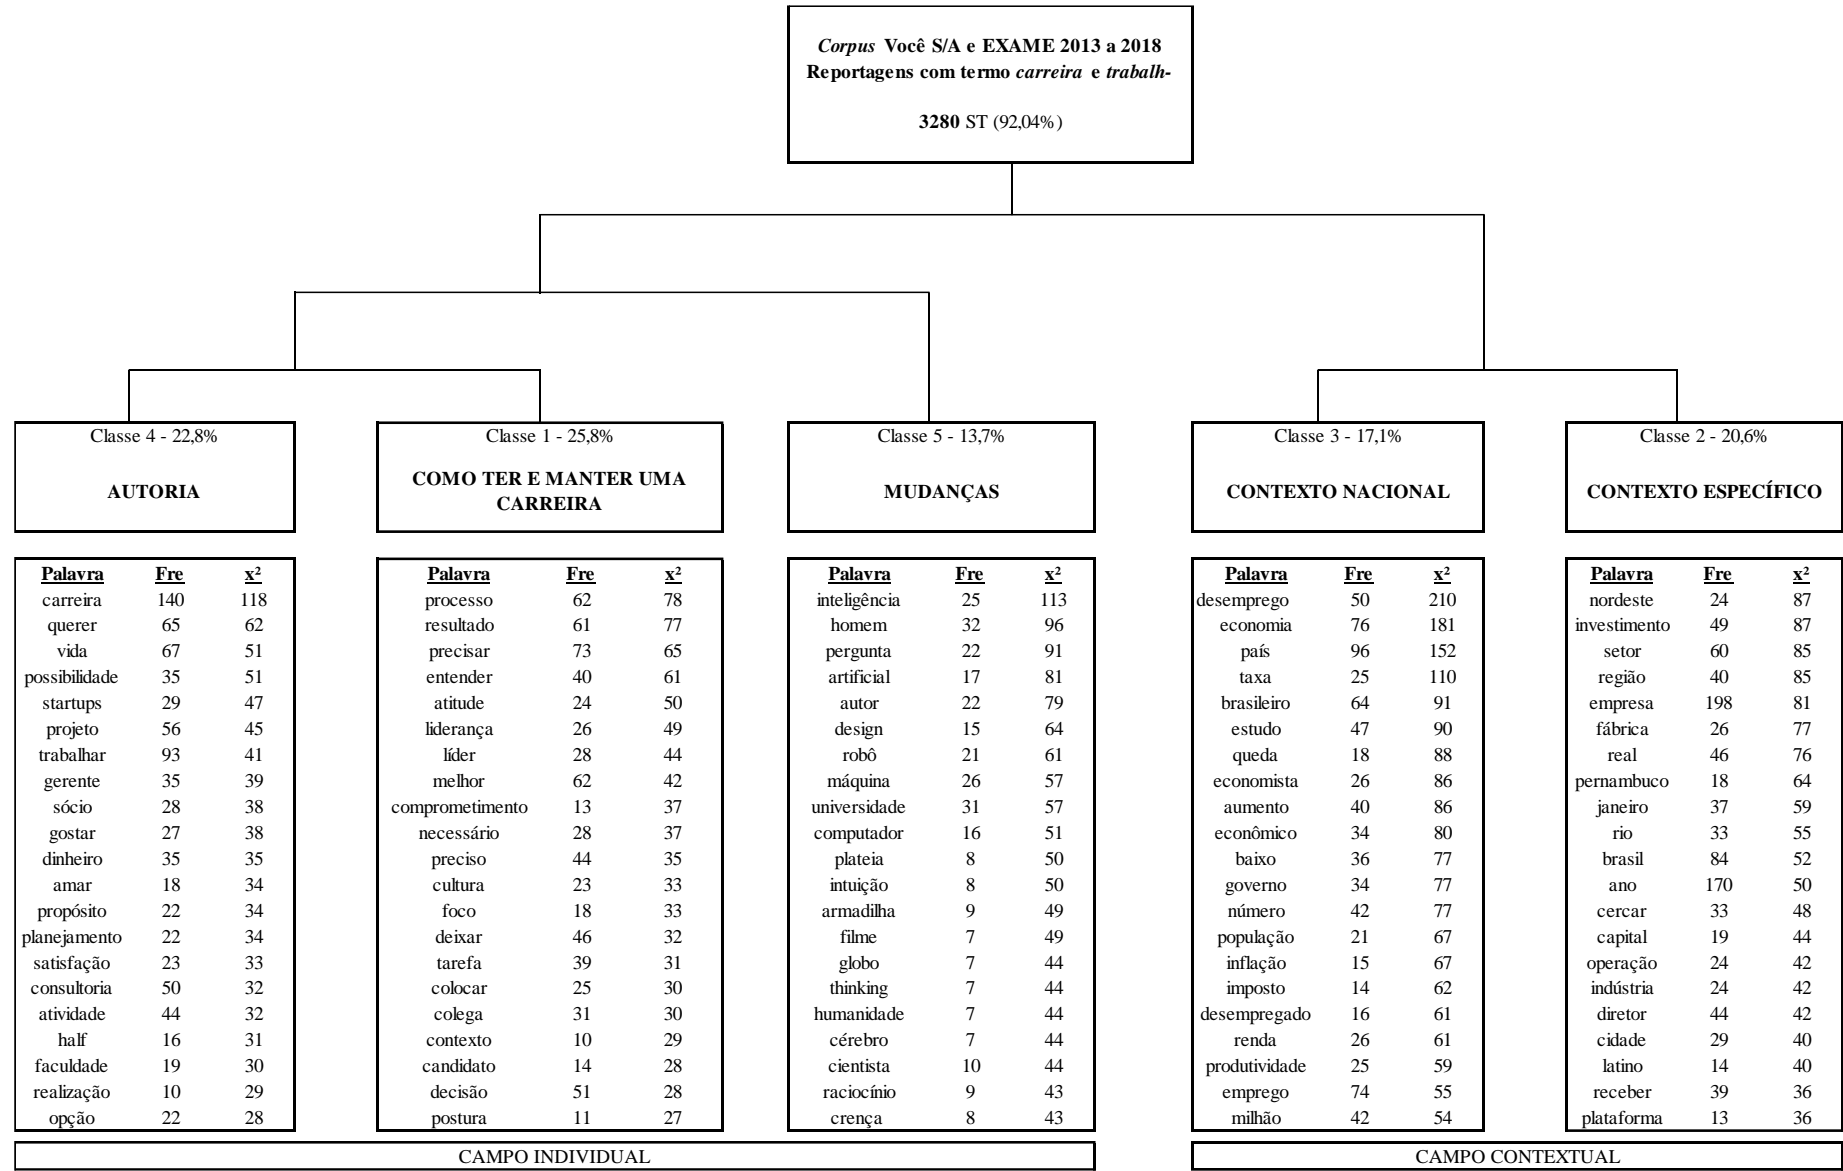 Corpus Você S/A e EXAME 2013 a 2018
Reportagens com termo carreira e trabalh-
3280 ST (92,04%)
Classe 4 - 22,8%
AUTORIA
Classe 1 - 25,8%
COMO TER E MANTER UMA
CARREIRA
Classe 5 - 13,7%
MUDANÇAS
Classe 3 - 17,1%
CONTEXTO NACIONAL
Classe 2 - 20,6%
CONTEXTO ESPECÍFICO
Palavra Fre x²
carreira 140 118
querer 65 62
vida 67 51
possibilidade 35 51
startups 29 47
projeto 56 45
trabalhar 93 41
gerente 35 39
sócio 28 38
gostar 27 38
dinheiro 35 35
amar 18 34
propósito 22 34
planejamento 22 34
satisfação 23 33
consultoria 50 32
atividade 44 32
half 16 31
faculdade 19 30
realização 10 29
opção 22 28
Palavra Fre x²
processo 62 78
resultado 61 77
precisar 73 65
entender 40 61
atitude 24 50
liderança 26 49
líder 28 44
melhor 62 42
comprometimento 13 37
necessário 28 37
preciso 44 35
cultura 23 33
foco 18 33
deixar 46 32
tarefa 39 31
colocar 25 30
colega 31 30
contexto 10 29
candidato 14 28
decisão 51 28
postura 11 27
Palavra Fre x²
inteligência 25 113
homem 32 96
pergunta 22 91
artificial 17 81
autor 22 79
design 15 64
robô 21 61
máquina 26 57
universidade 31 57
computador 16 51
plateia 8 50
intuição 8 50
armadilha 9 49
filme 7 49
globo 7 44
thinking 7 44
humanidade 7 44
cérebro 7 44
cientista 10 44
raciocínio 9 43
crença 8 43
Palavra Fre x²
desemprego 50 210
economia 76 181
país 96 152
taxa 25 110
brasileiro 64 91
estudo 47 90
queda 18 88
economista 26 86
aumento 40 86
econômico 34 80
baixo 36 77
governo 34 77
número 42 77
população 21 67
inflação 15 67
imposto 14 62
desempregado 16 61
renda 26 61
produtividade 25 59
emprego 74 55
milhão 42 54
Palavra Fre x²
nordeste 24 87
investimento 49 87
setor 60 85
região 40 85
empresa 198 81
fábrica 26 77
real 46 76
pernambuco 18 64
janeiro 37 59
rio 33 55
brasil 84 52
ano 170 50
cercar 33 48
capital 19 44
operação 24 42
indústria 24 42
diretor 44 42
cidade 29 40
latino 14 40
receber 39 36
plataforma 13 36
CAMPO INDIVIDUAL
CAMPO CONTEXTUAL